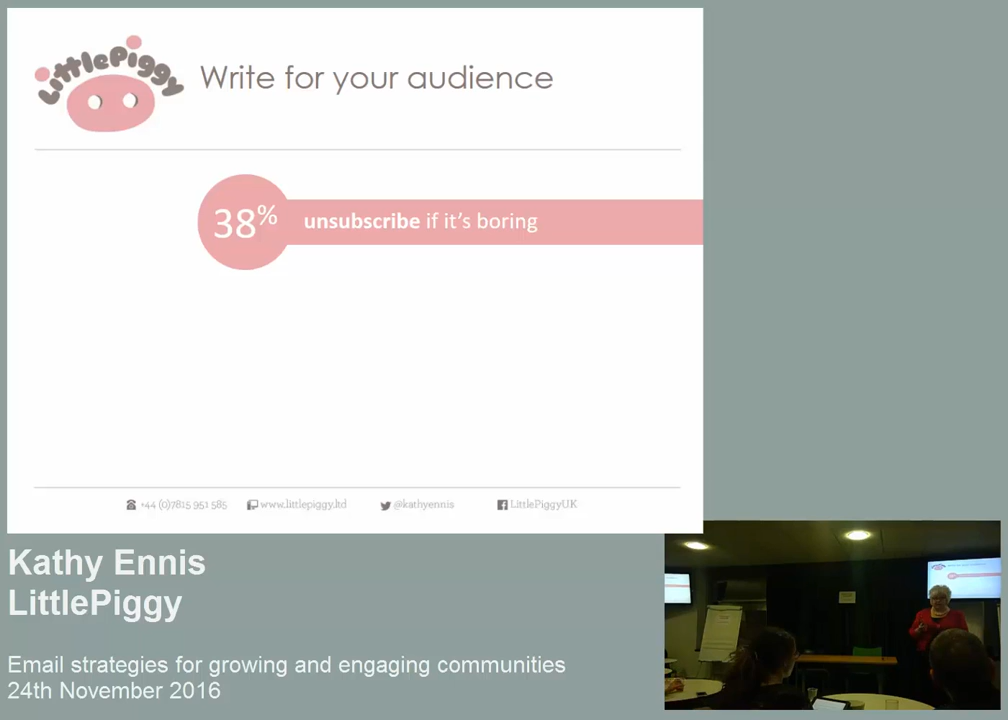 LittlePiggy
Write for your audience
38%
unsubscribe if it's boring
+44 (0)7815 951 585
www.littlepiggy.ltd
@kathyennis
LittlePiggyUK
Kathy Ennis
LittlePiggy
Email strategies for growing and engaging communities
24th November 2016